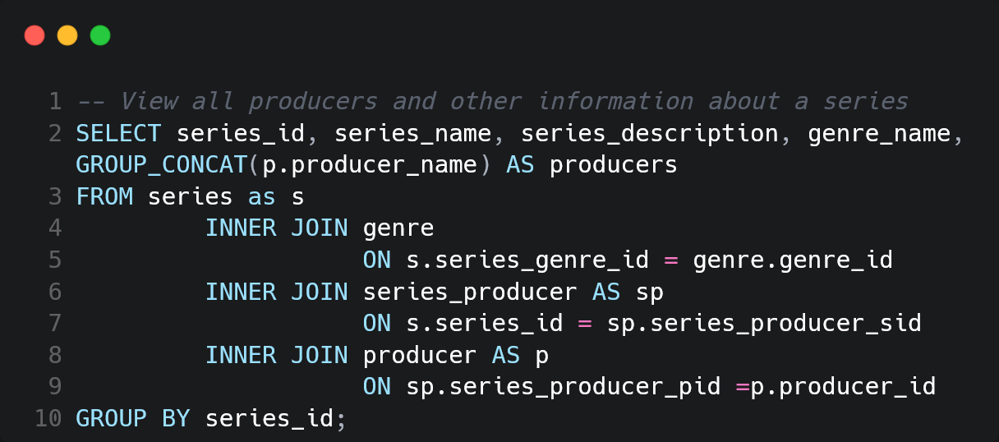 1 -- View all producers and other information about a series
2 SELECT series_id, series_name, series_description, genre_name,
GROUP_CONCAT(p.producer_name) AS producers
3 FROM series as s
4 INNER JOIN genre
5 ON s.series_genre_id = genre.genre_id
6 INNER JOIN series_producer AS sp
7 ON s.series_id = sp.series_producer_sid
8 INNER JOIN producer AS p
9 ON sp.series_producer_pid =p.producer_id
10 GROUP BY series_id;